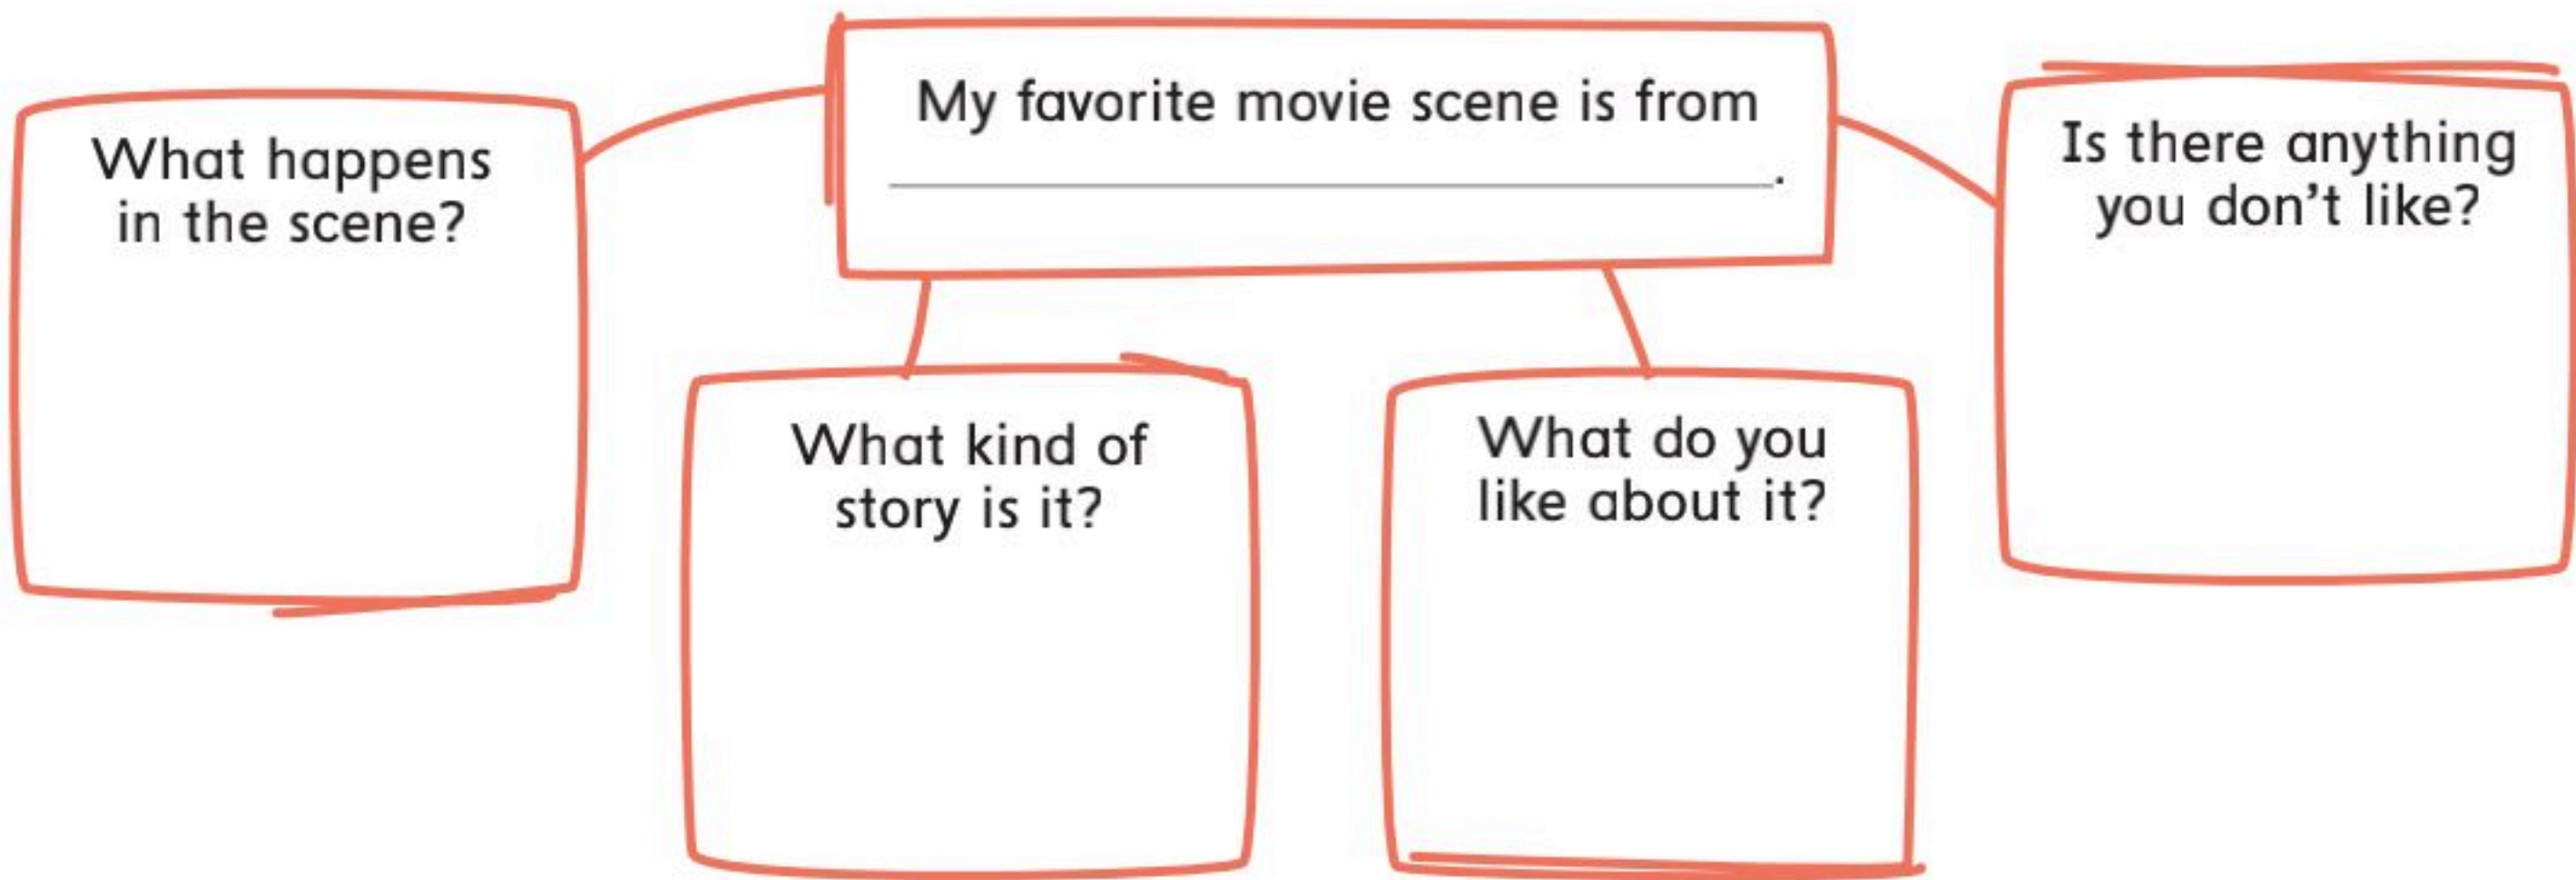 My favorite movie scene is from
.
What happens
in the scene?
What kind of
story is it?
What do you
like about it?
Is there anything
you don't like?